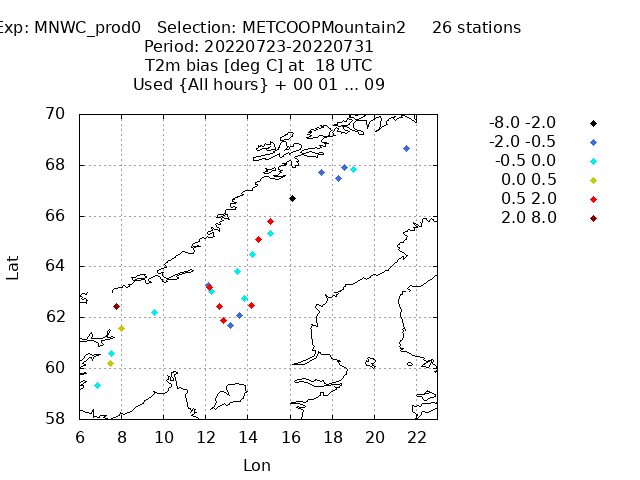 Exp: MNWC_prod0   Selection: METCOOPMountain2     26 stations
Period: 20220723-20220731
T2m bias [deg C] at  18 UTC
Used {All hours} + 00 01 ... 09
-8.0 -2.0
-2.0 -0.5
-0.5 0.0
0.0 0.5
0.5 2.0
2.0 8.0
70
68
66
64
62
60
58
Lat
6 8 10 12 14 16 18 20 22
Lon